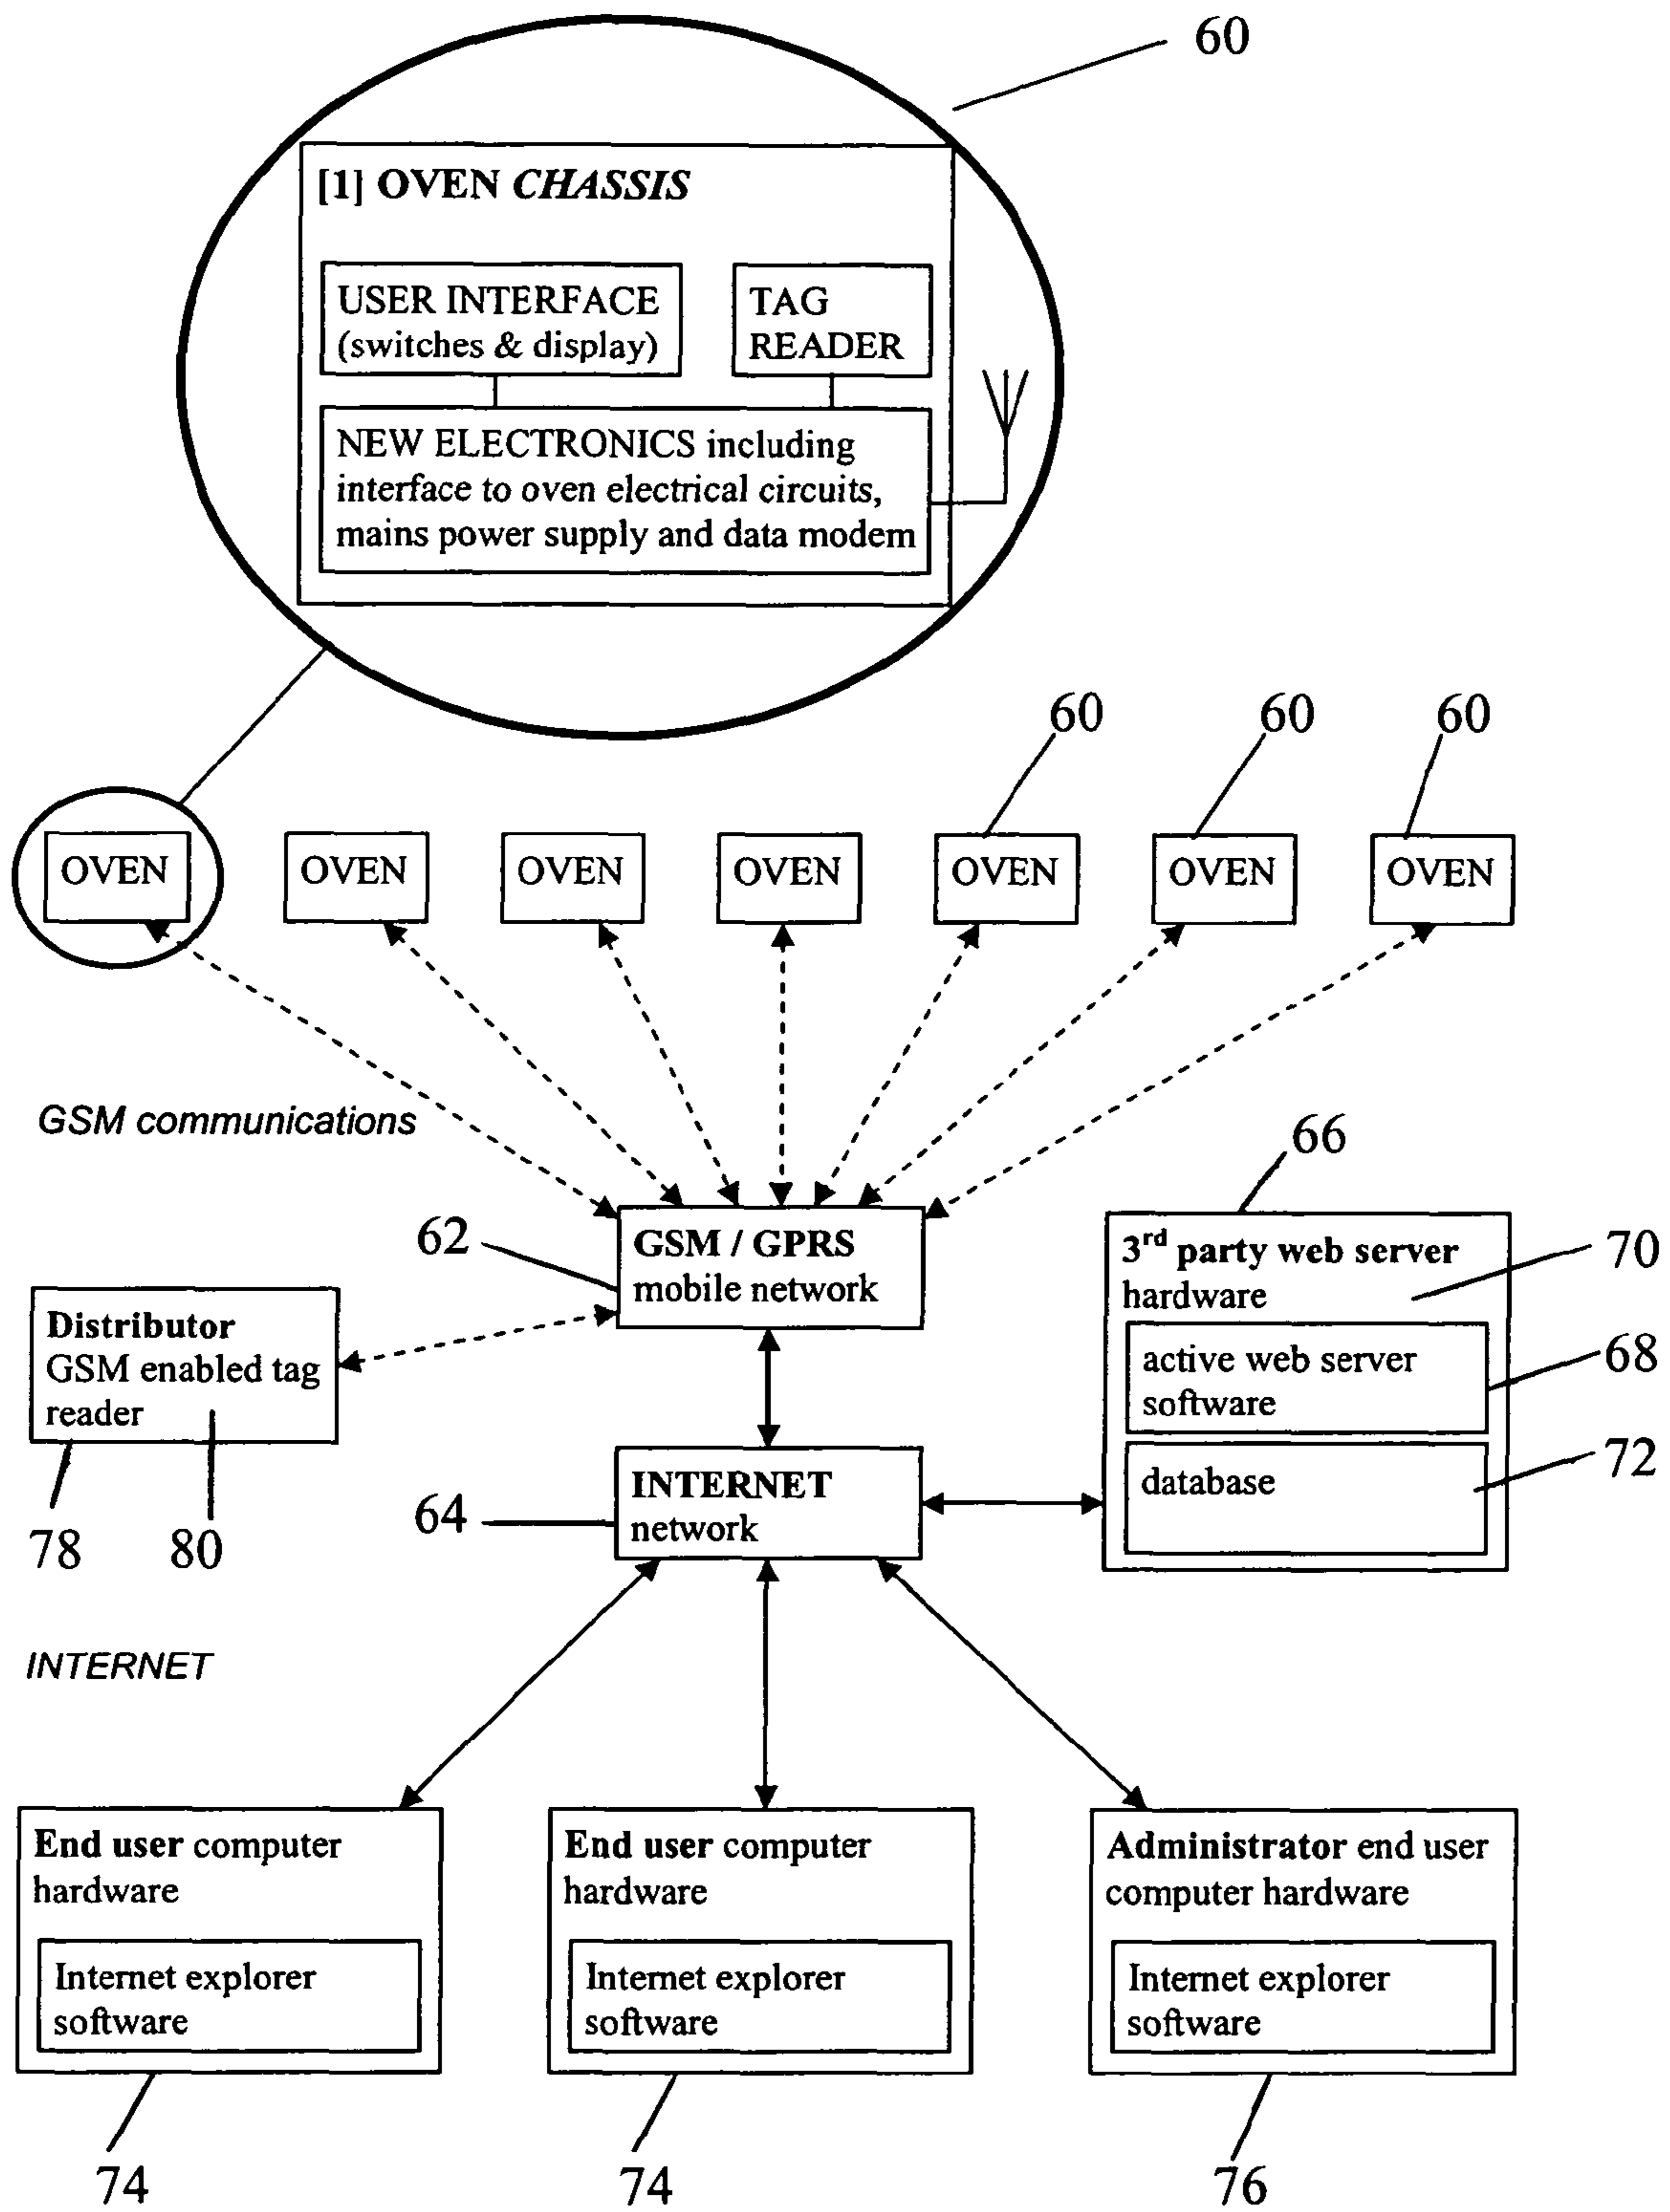 60
[1] OVEN CHASSIS
USER INTERFACE
(switches & display)
TAG
READER
NEW ELECTRONICS including
interface to oven electrical circuits,
mains power supply and data modem
60
60
60
OVEN
OVEN
OVEN
OVEN
OVEN
OVEN
OVEN
GSM communications
66
62
GSM / GPRS
mobile network
3rd party web server
hardware
70
active web server
software
68
database
72
Distributor
GSM enabled tag
reader
78
80
64
INTERNET
network
INTERNET
End user computer
hardware
Internet explorer
software
End user computer
hardware
Internet explorer
software
Administrator end user
computer hardware
Internet explorer
software
74
74
76